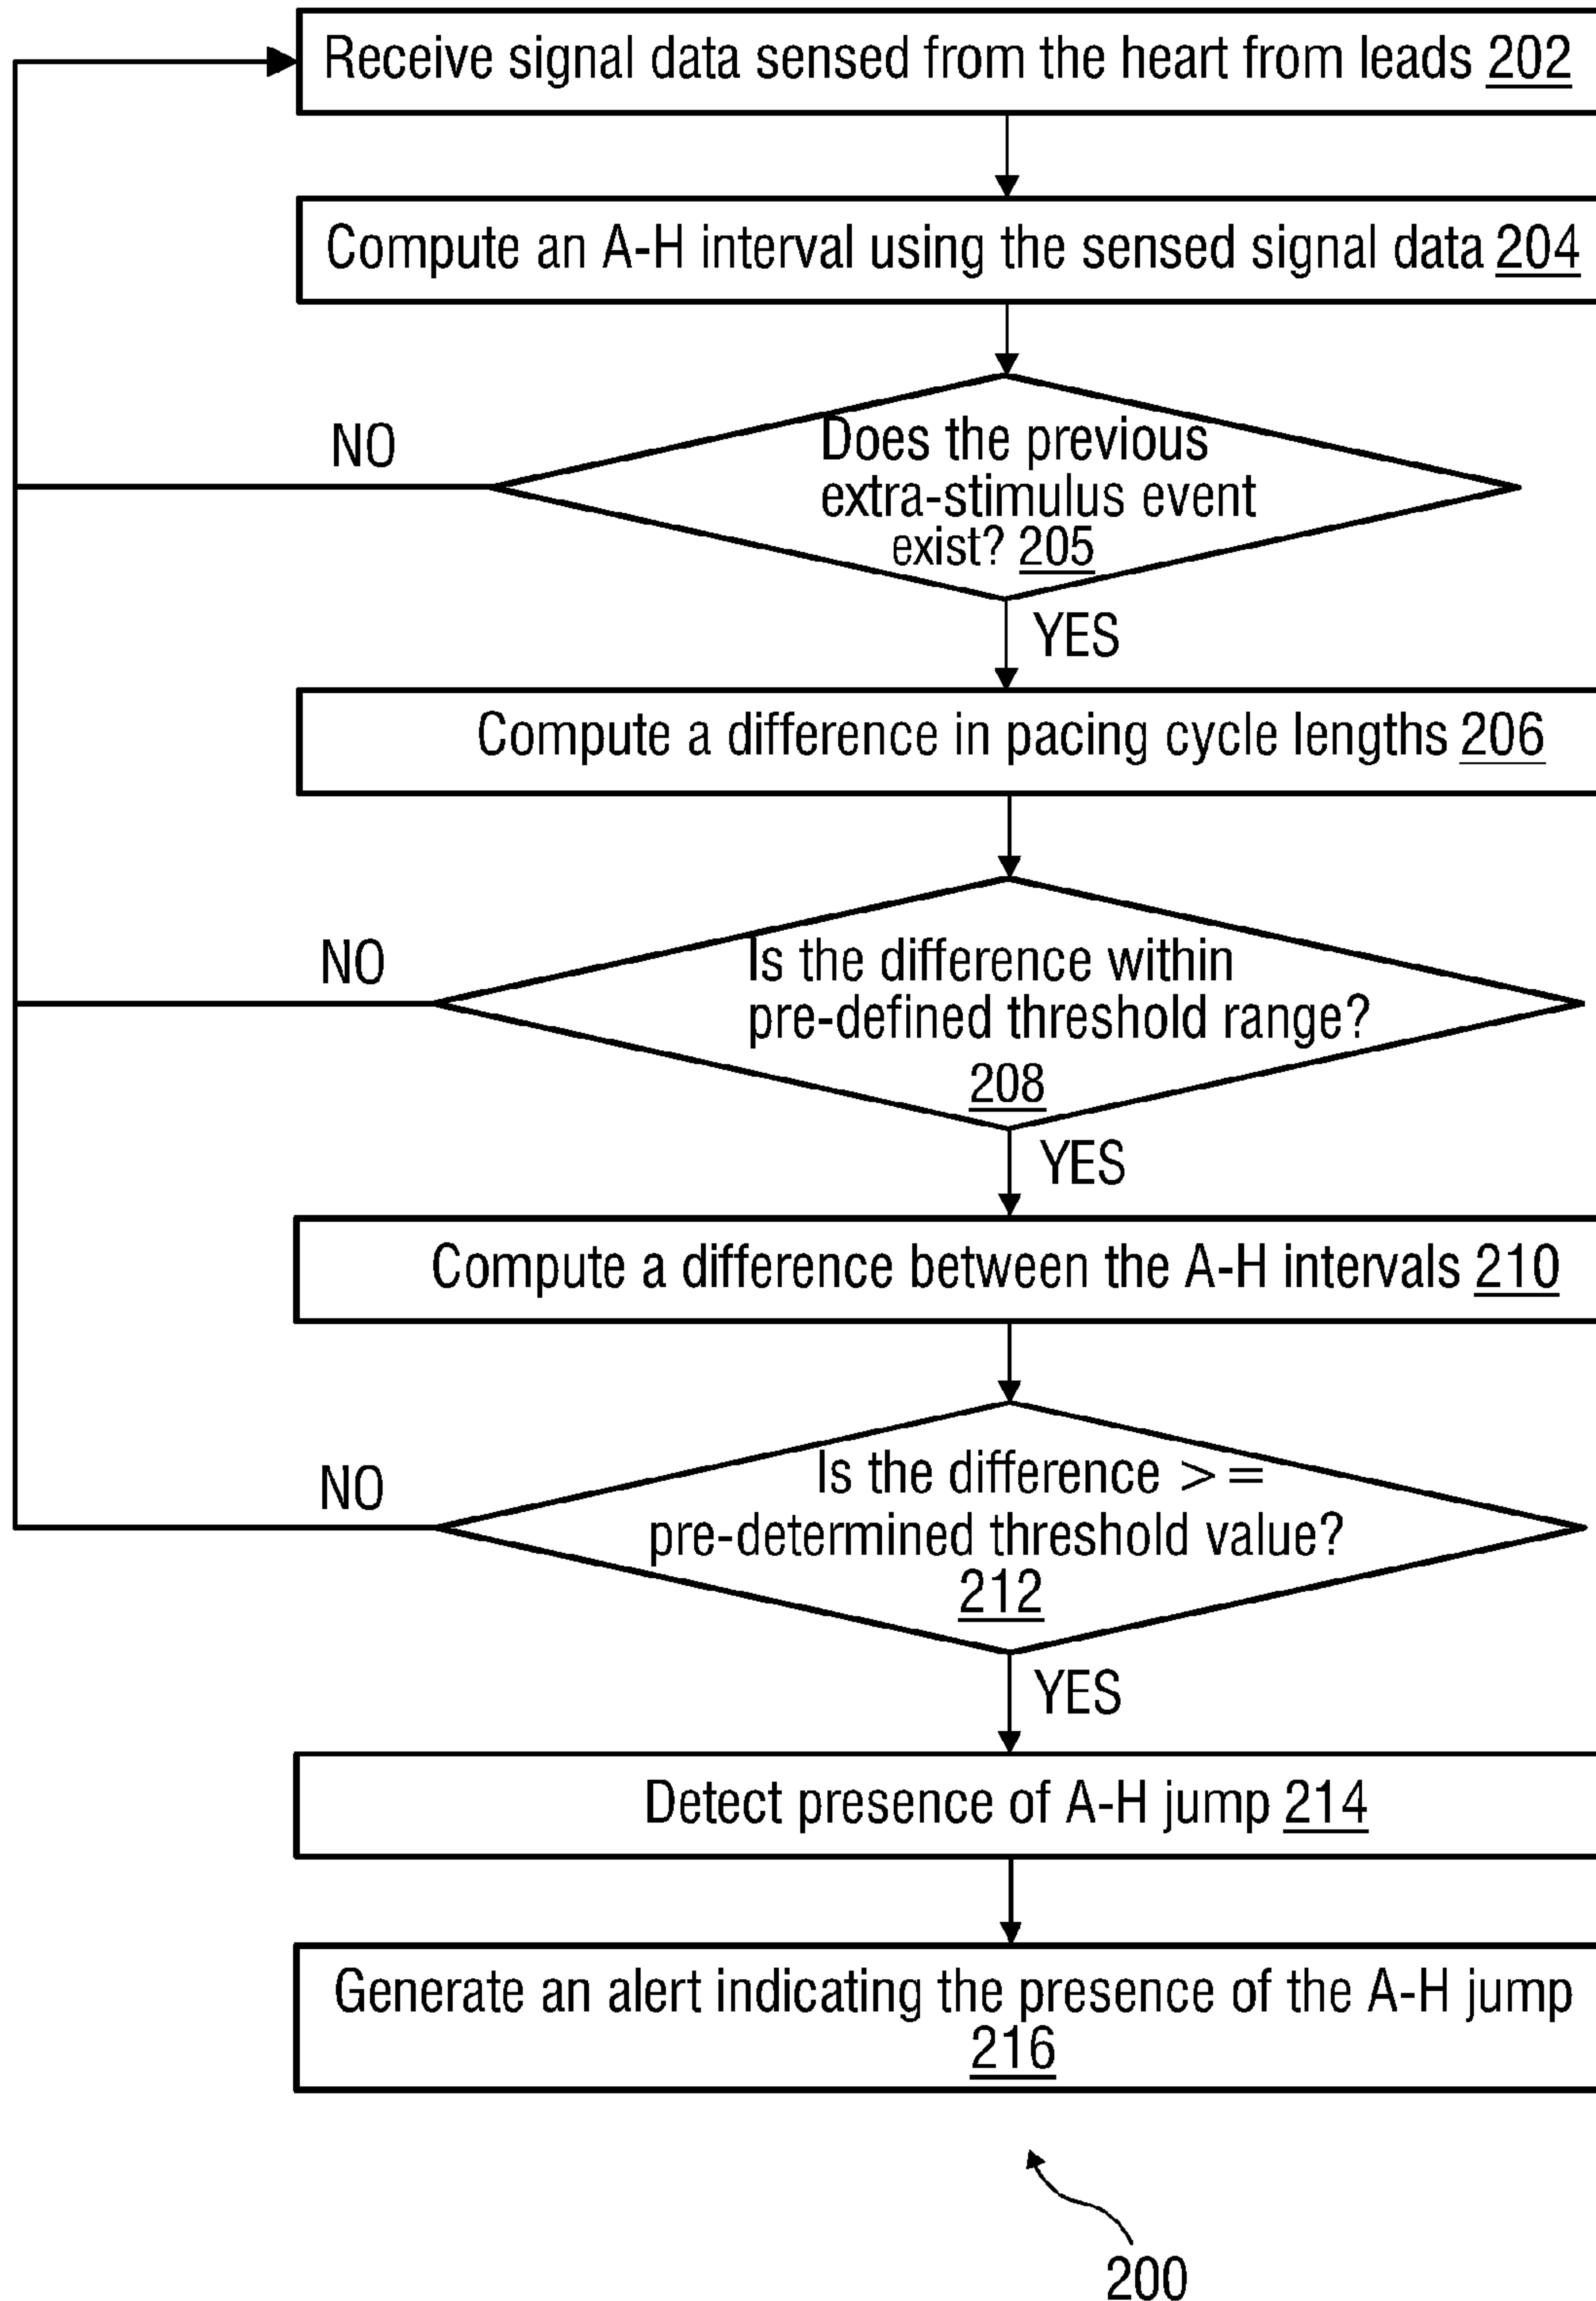 Receive signal data sensed from the heart from leads 202
Compute an A-H interval using the sensed signal data 204
NO
Does the previous
extra-stimulus event
exist? 205
YES
Compute a difference in pacing cycle lengths 206
NO
Is the difference within
pre-defined threshold range?
208
YES
Compute a difference between the A-H intervals 210
NO
Is the difference >=
pre-determined threshold value?
212
YES
Detect presence of A-H jump 214
Generate an alert indicating the presence of the A-H jump
216
200